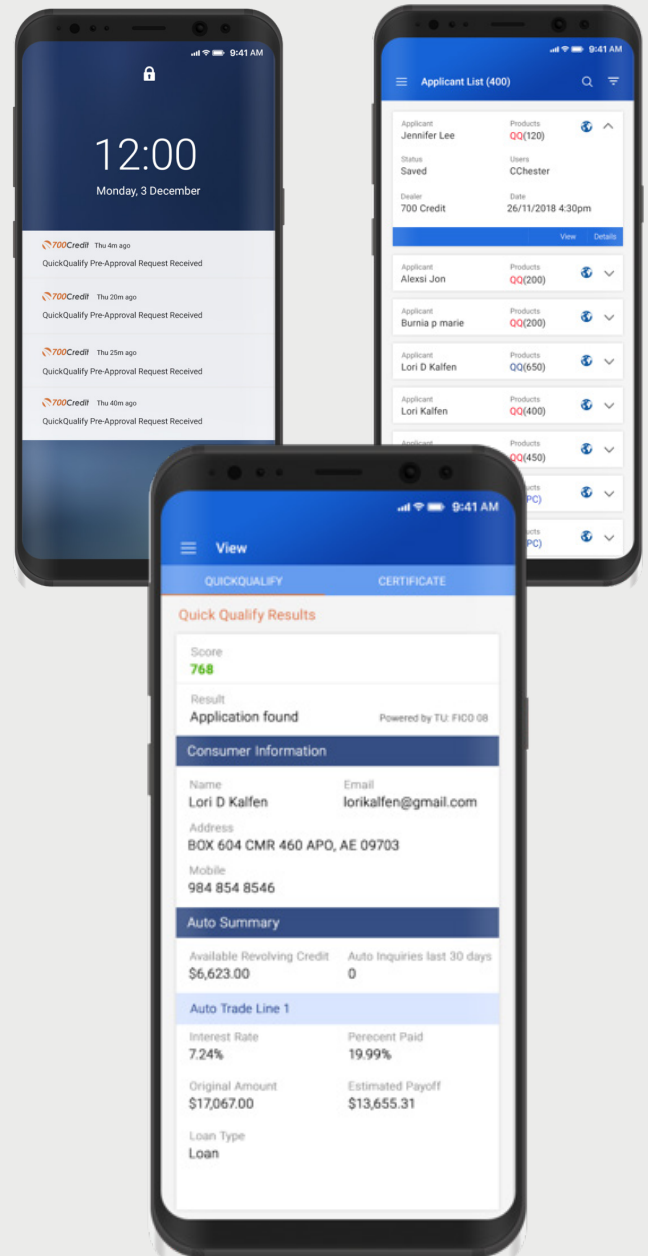 9:41 AM
12:00
Monday, 3 December
700Credit Thu 4m ago
QuickQualify Pre-Approval Request Received
700Credit Thu 20m ago
QuickQualify Pre-Approval Request Received
700Credit Thu 25m ago
QuickQualify Pre-Approval Request Received
700Credit Thu 40m ago
QuickQualify Pre-Approval Request Received
9:41 AM
Applicant List (400)
Applicant Products
Jennifer Lee QQ(120)
Status Users
Saved CChester
Dealer Date
700 Credit 26/11/2018 4:30pm
View Details
Applicant Products
Alexsi Jon QQ(200)
Applicant Products
Burnia p marie QQ(200)
Applicant Products
Lori D Kalfen QQ(650)
Applicant Products
Lori Kalfen QQ(400)
Applicant Products
QQ(450)
ucts
PC)
ucts
PC)
9:41 AM
View
QUICKQUALIFY CERTIFICATE
Quick Qualify Results
Score
768
Result
Application found Powered by TU: FICO 08
Consumer Information
Name Email
Lori D Kalfen lorikalfen@gmail.com
Address
BOX 604 CMR 460 APO, AE 09703
Mobile
984 854 8546
Auto Summary
Available Revolving Credit Auto Inquiries last 30 days
$6,623.00 0
Auto Trade Line 1
Interest Rate Perecent Paid
7.24% 19.99%
Original Amount Estimated Payoff
$17,067.00 $13,655.31
Loan Type
Loan